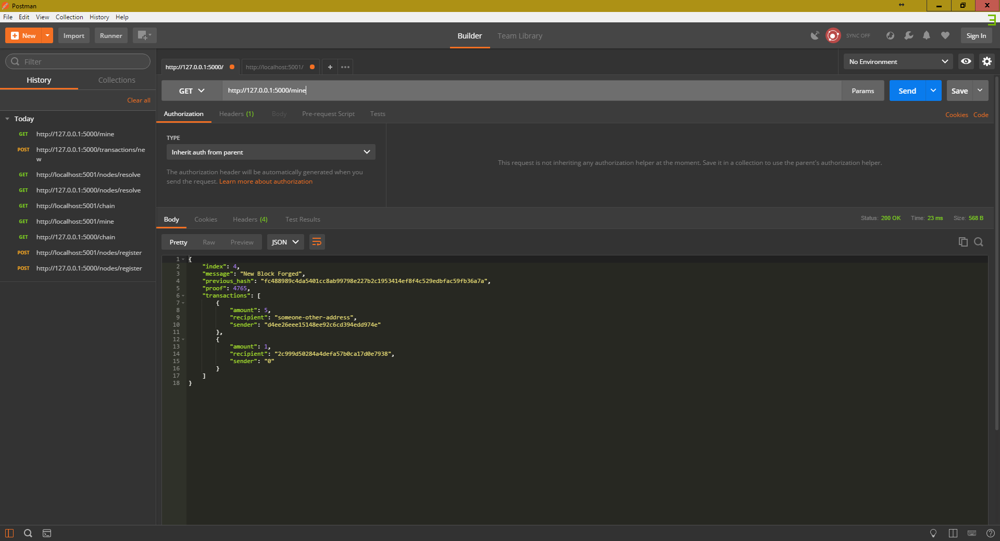 Postman
File Edit View Collection History Help
New Import Runner Builder Team Library SYNC OFF Sign In
Filter
History Collections
Clear all
Today
GET http://127.0.0.1:5000/mine
POST http://127.0.0.1:5000/transactions/ne
w
GET http://localhost:5001/nodes/resolve
GET http://127.0.0.1:5000/nodes/resolve
GET http://localhost:5001/chain
GET http://localhost:5001/mine
GET http://127.0.0.1:5000/chain
POST http://localhost:5001/nodes/register
POST http://127.0.0.1:5000/nodes/register
http://127.0.0.1:5000/ http://localhost:5001/ + ••• No Environment
GET http://127.0.0.1:5000/mine Params Send Save
Authorization Headers (1) Body Pre-request Script Tests Cookies Code
TYPE
Inherit auth from parent
The authorization header will be automatically generated when you
send the request. Learn more about authorization
This request is not inheriting any authorization helper at the moment. Save it in a collection to use the parent's authorization helper.
Body Cookies Headers (4) Test Results Status: 200 OK Time: 23 ms Size: 568 B
Pretty Raw Preview JSON
1 {
2 "index": 4,
3 "message": "New Block Forged",
4 "previous_hash": "fc488989c4da5401cc8ab99798e227b2c1953414ef8f4c529edbfac59fb36a7a",
5 "proof": 4765,
6 "transactions": [
7 {
8 "amount": 5,
9 "recipient": "someone-other-address",
10 "sender": "d4ee26eee15148ee92c6cd394edd974e"
11 },
12 {
13 "amount": 1,
14 "recipient": "2c999d50284a4defa57b0ca17d0e7938",
15 "sender": "0"
16 }
17 ]
18 }